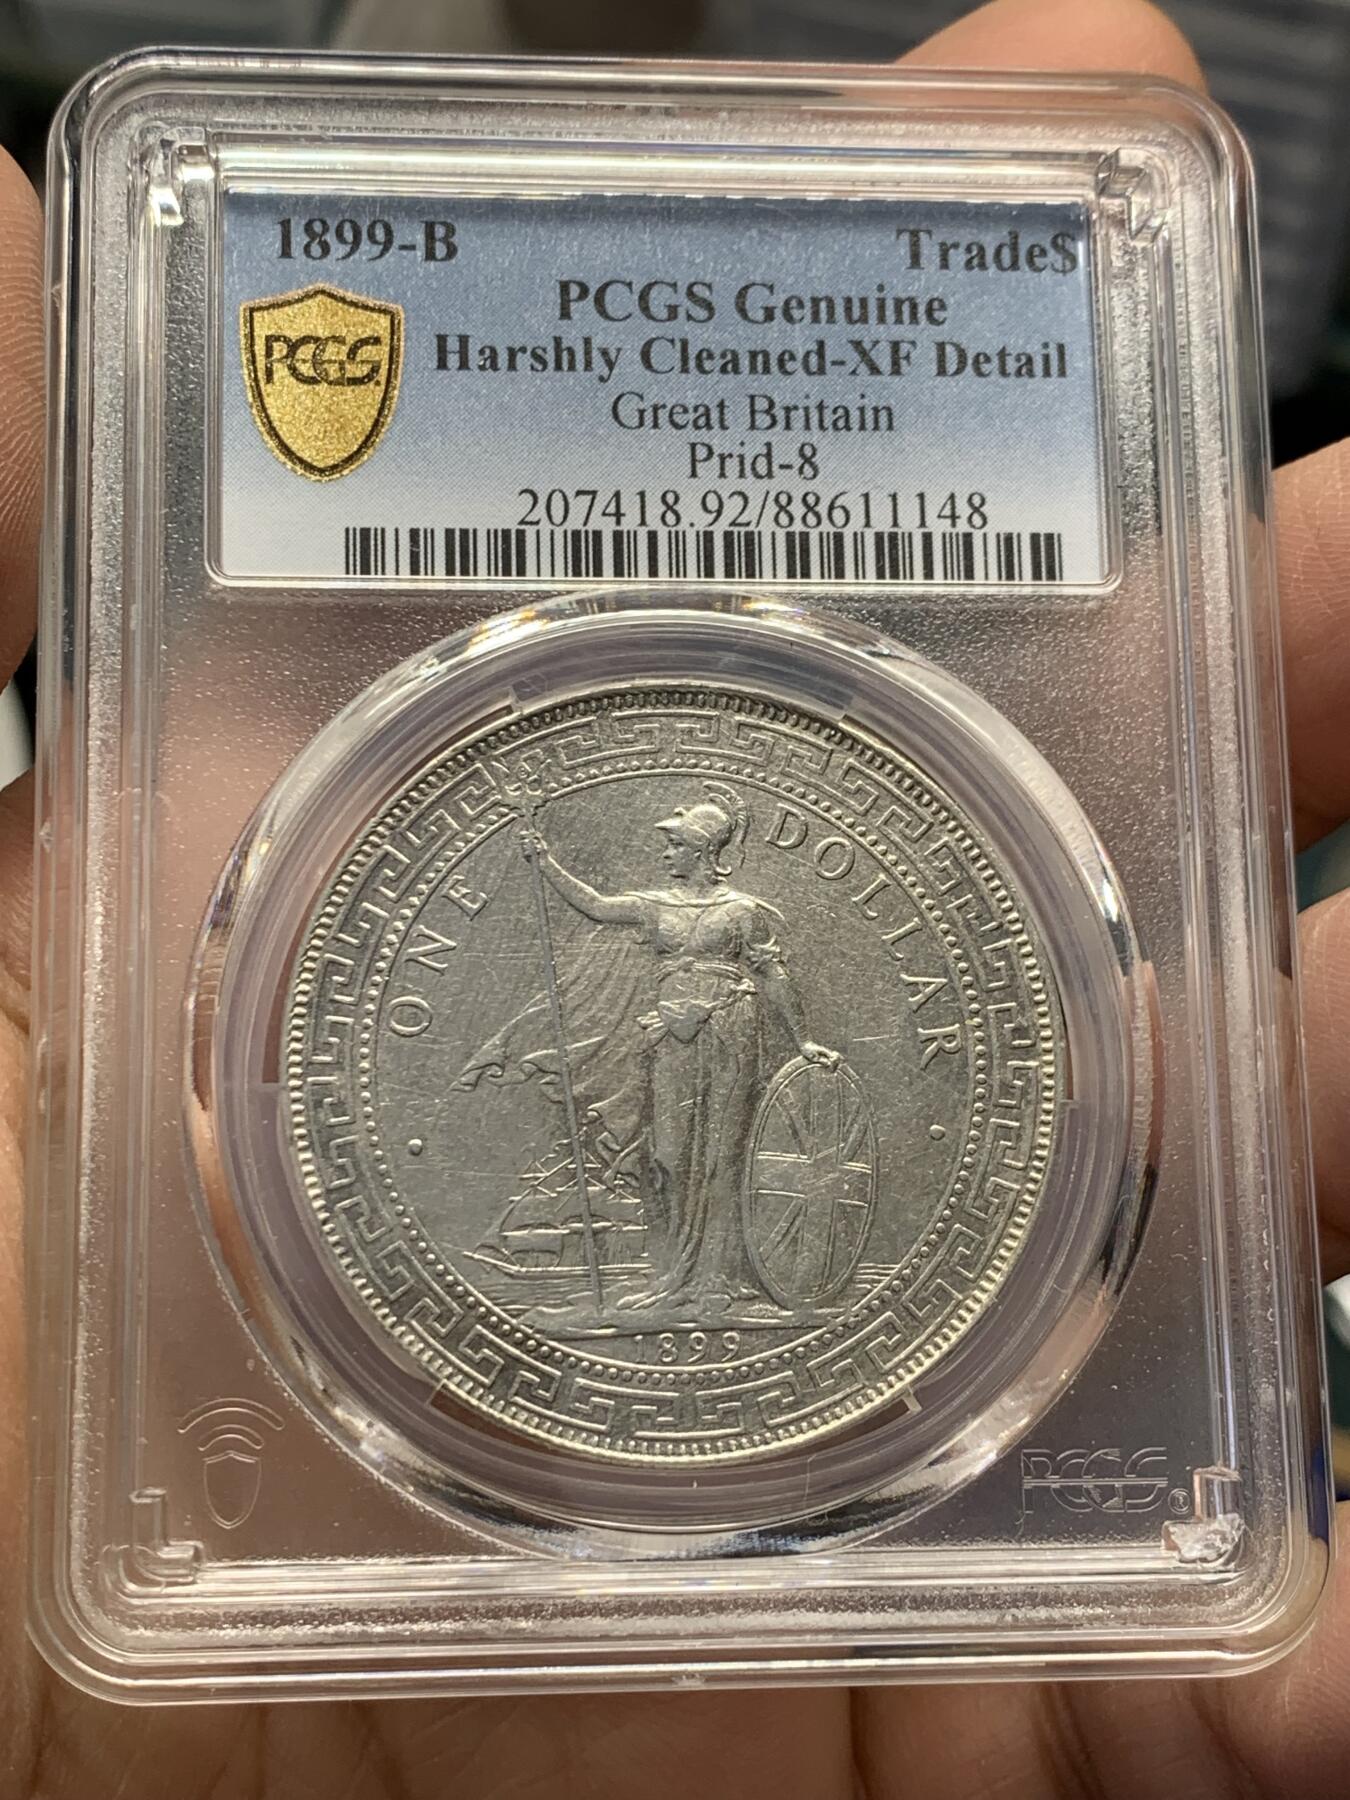 1899-B Trade$
PCGS Genuine
PCGS Harshly Cleaned-XF Detail
Great Britain
Prid-8
207418.92/88611148
ONE DOLLAR
1899
PCGS®